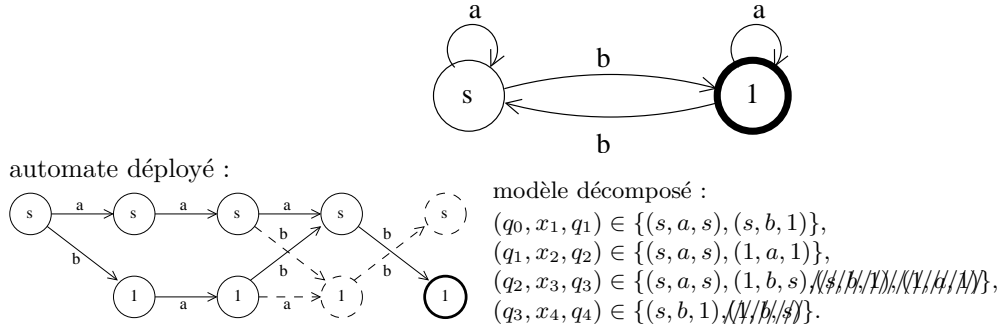 a a
b
s 1
b
automate déployé :
s a s a s a s s
b b b b
1 a 1 a 1 1
modèle décomposé :
(q₀, x₁, q₁) ∈ {(s, a, s), (s, b, 1)},
(q₁, x₂, q₂) ∈ {(s, a, s), (1, a, 1)},
(q₂, x₃, q₃) ∈ {(s, a, s), (1, b, s), (s, b, 1), (1, a, 1)},
(q₃, x₄, q₄) ∈ {(s, b, 1), (1, b, s)}.